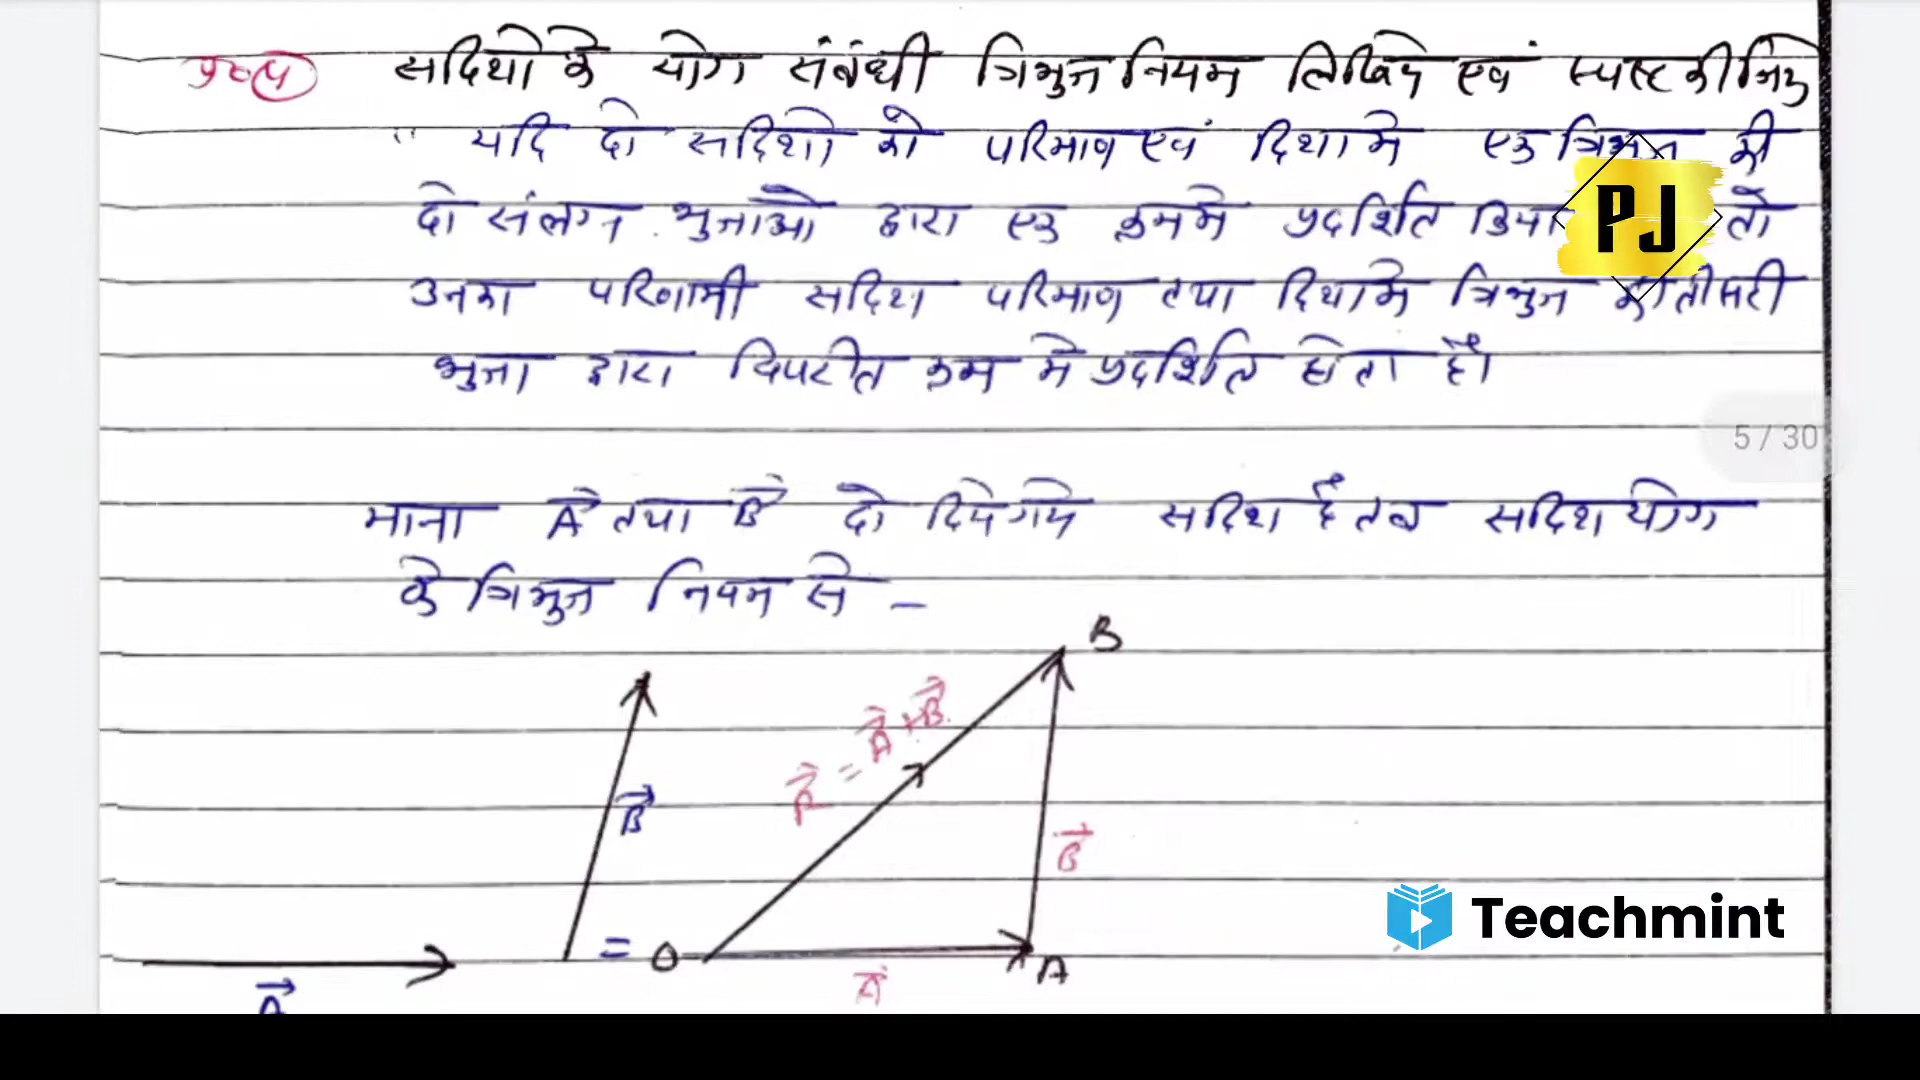 सदिशो के योग संबंधी त्रिभुज नियम लिखिये एवं स्पष्ट कीजिए
" यदि दो सदिशो को परिमाण एवं दिशा मे एक त्रिभुज की
दो संलग्न भुजाओ द्वारा एक क्रम मे प्रदर्शित किया तो
उनका परिणामी सदिश परिमाण तथा दिशा मे त्रिभुज की तीसरी
भुजा द्वारा विपरीत क्रम मे प्रदर्शित होता है।
PJ
5 / 30
माना A⃗ तथा B⃗ दो दिये गये सदिश है तब सदिश योग
के त्रिभुज नियम से –
B
R⃗ = A⃗ + B⃗
B⃗
B⃗
Teachmint
= O A
A⃗
A⃗